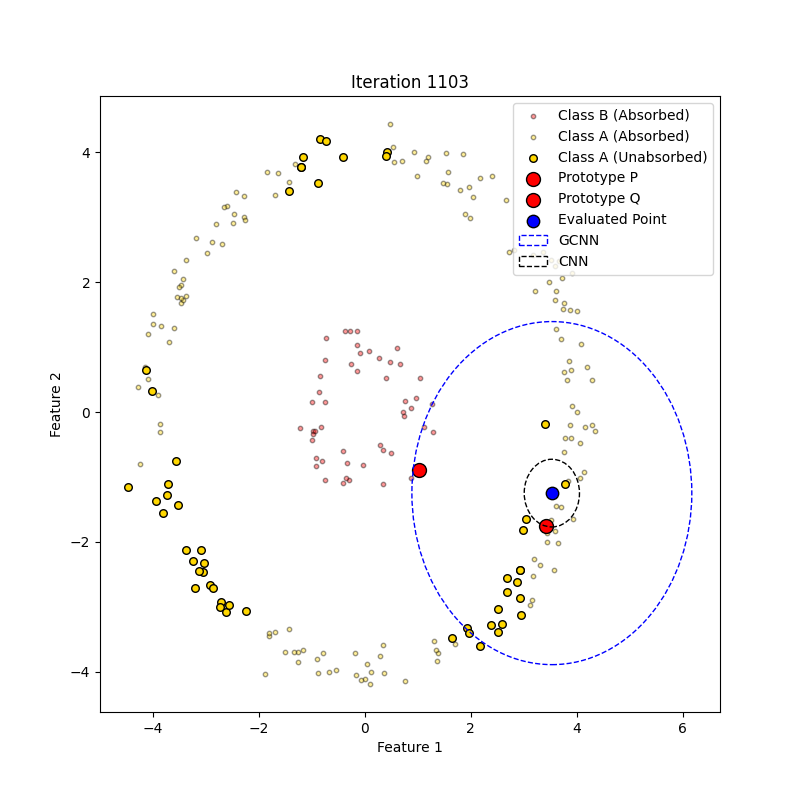 Iteration 1103
Class B (Absorbed)
Class A (Absorbed)
Class A (Unabsorbed)
Prototype P
Prototype Q
Evaluated Point
GCNN
CNN
4
2
0
−2
−4
Feature 2
−4 −2 0 2 4 6
Feature 1